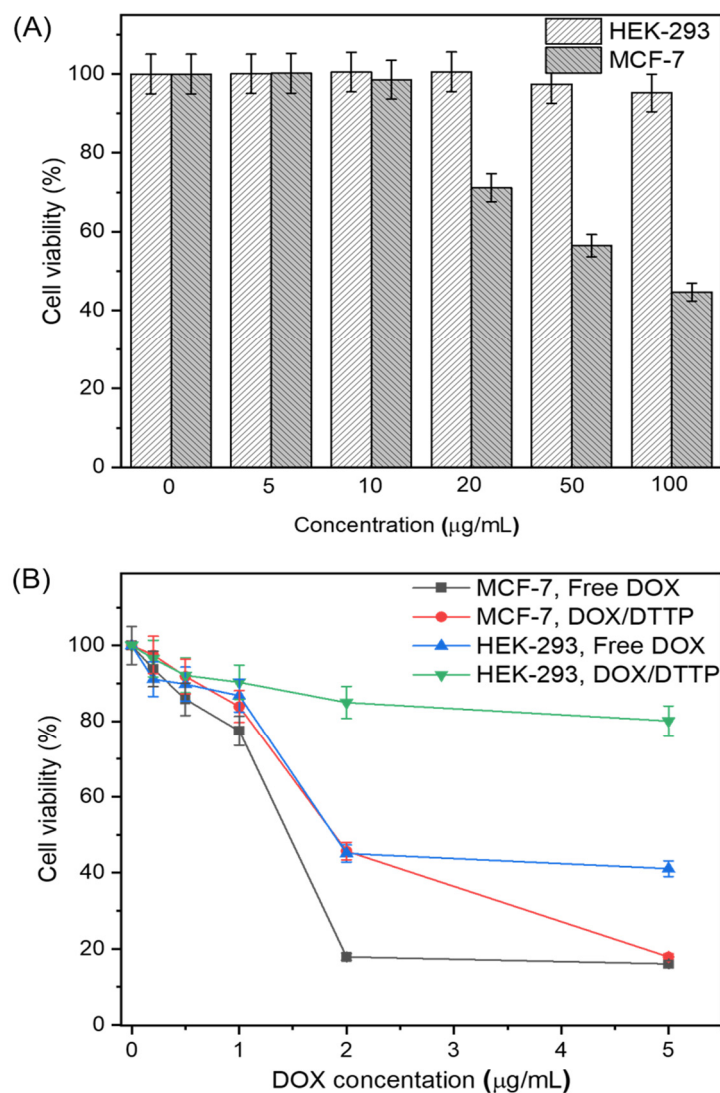 (A)
HEK-293
MCF-7
100
80
60
40
20
0
Cell viability (%)
0 5 10 20 50 100
Concentration (μg/mL)
(B)
MCF-7, Free DOX
MCF-7, DOX/DTTP
HEK-293, Free DOX
HEK-293, DOX/DTTP
100
80
60
40
20
0
Cell viability (%)
0 1 2 3 4 5
DOX concentation (μg/mL)